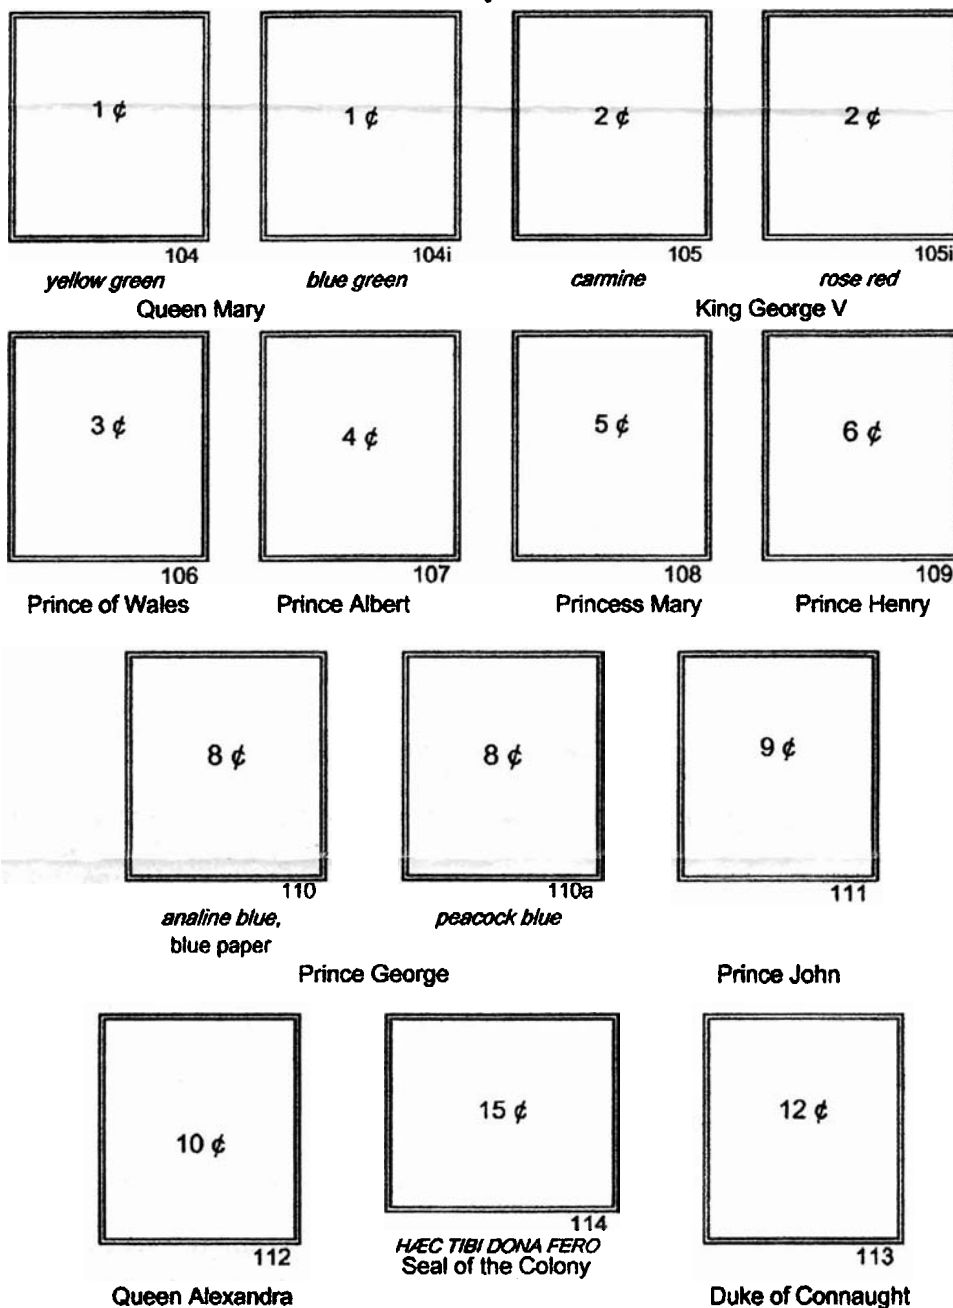 1 ¢ 1 ¢ 2 ¢ 2 ¢
104 104i 105 105i
yellow green blue green carmine rose red
Queen Mary King George V
3 ¢ 4 ¢ 5 ¢ 6 ¢
106 107 108 109
Prince of Wales Prince Albert Princess Mary Prince Henry
8 ¢ 8 ¢ 9 ¢
110 110a 111
analine blue, peacock blue
blue paper
Prince George Prince John
10 ¢ 15 ¢ 12 ¢
112 114 113
HÆC TIBI DONA FERO
Seal of the Colony
Queen Alexandra Duke of Connaught